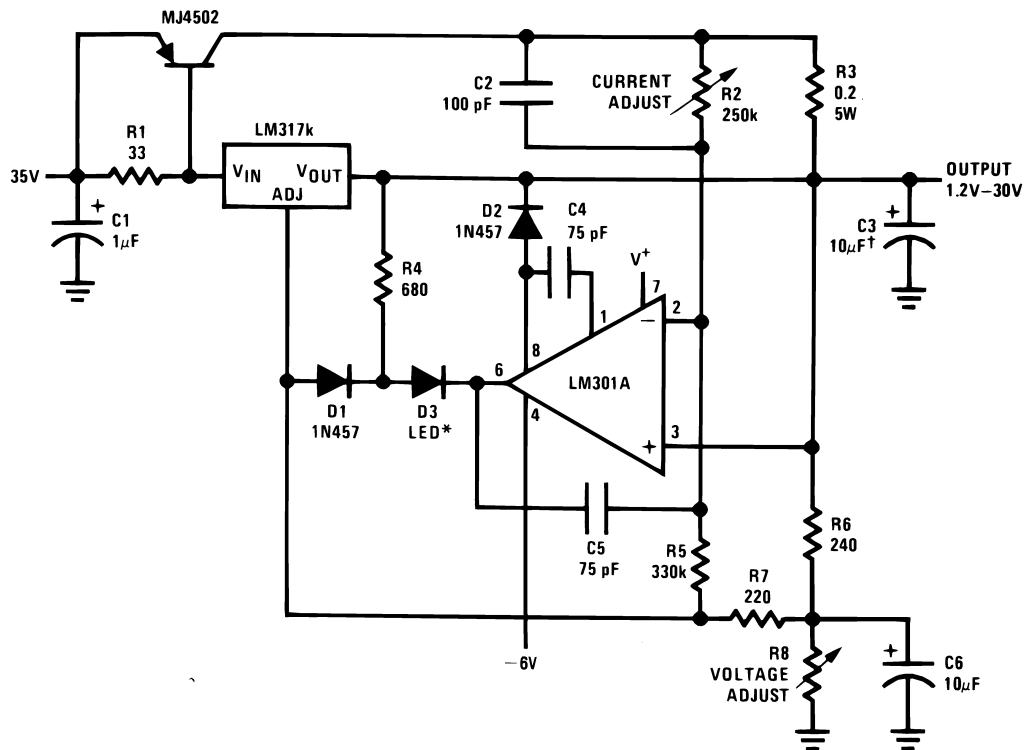 MJ4502
C2
100 pF
CURRENT
ADJUST
R2
250k
R3
0.2
5W
R1
33
LM317k
35V
VIN
VOUT
ADJ
OUTPUT
1.2V–30V
+
C1
1μF
D2
1N457
C4
75 pF
+
C3
10μF†
R4
680
V+
7
1
2
−
8
6
LM301A
D1
1N457
D3
LED*
4
+
3
C5
75 pF
R5
330k
R6
240
R7
220
−6V
R8
VOLTAGE
ADJUST
+
C6
10μF